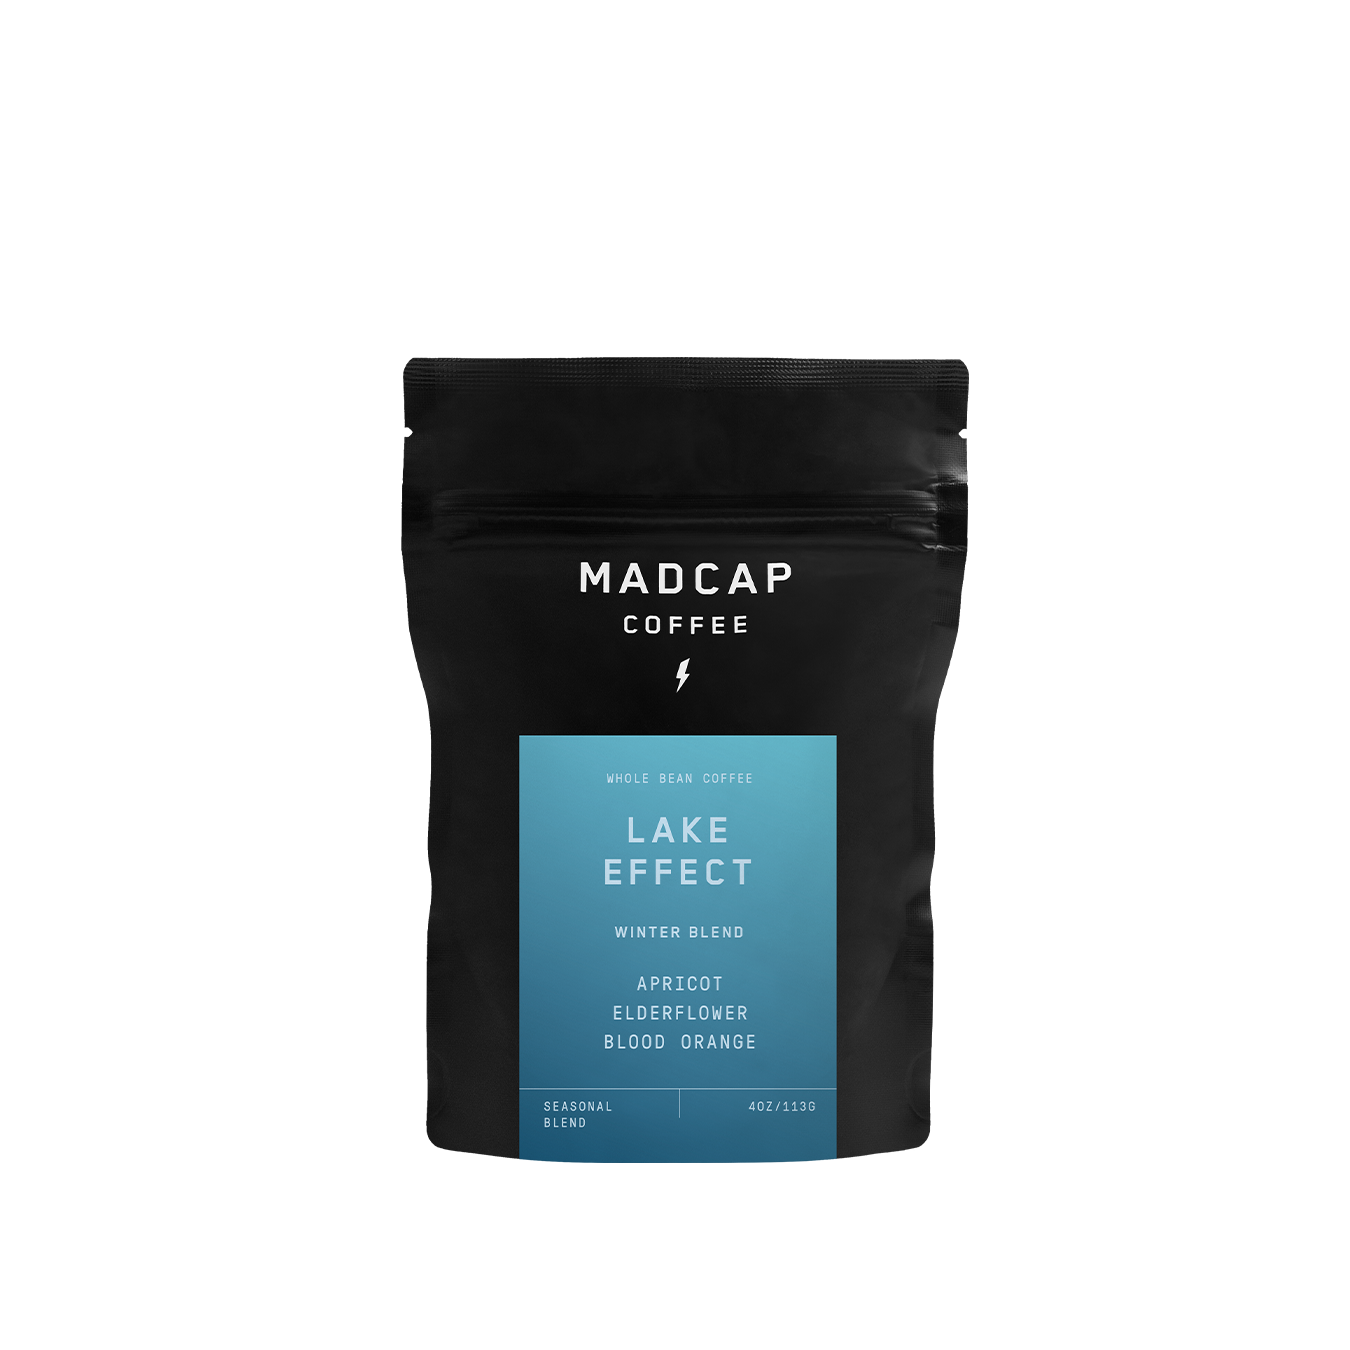 MADCAP
COFFEE
WHOLE BEAN COFFEE
LAKE
EFFECT
WINTER BLEND
APRICOT
ELDERFLOWER
BLOOD ORANGE
SEASONAL
BLEND
4OZ/113G